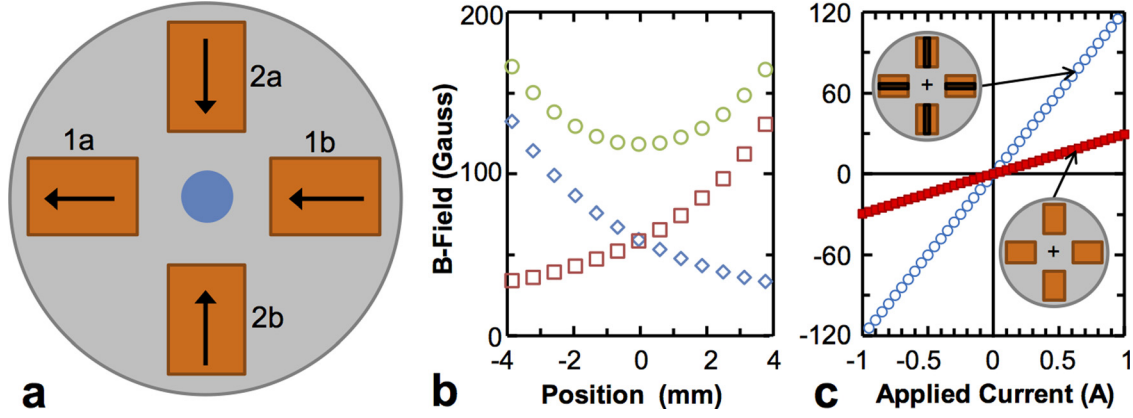 2a
1a
1b
2b
a
200
100
0
-4
-2
0
2
4
B-Field (Gauss)
Position (mm)
b
120
60
0
-60
-120
-1
-0.5
0
0.5
1
+
+
Applied Current (A)
c